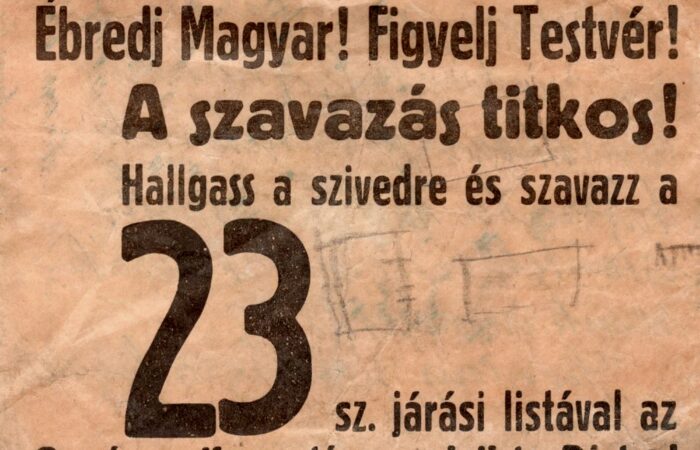 Ébredj Magyar! Figyelj Testvér!
A szavazás titkos!
Hallgass a szivedre és szavazz a
23
sz. járási listával az